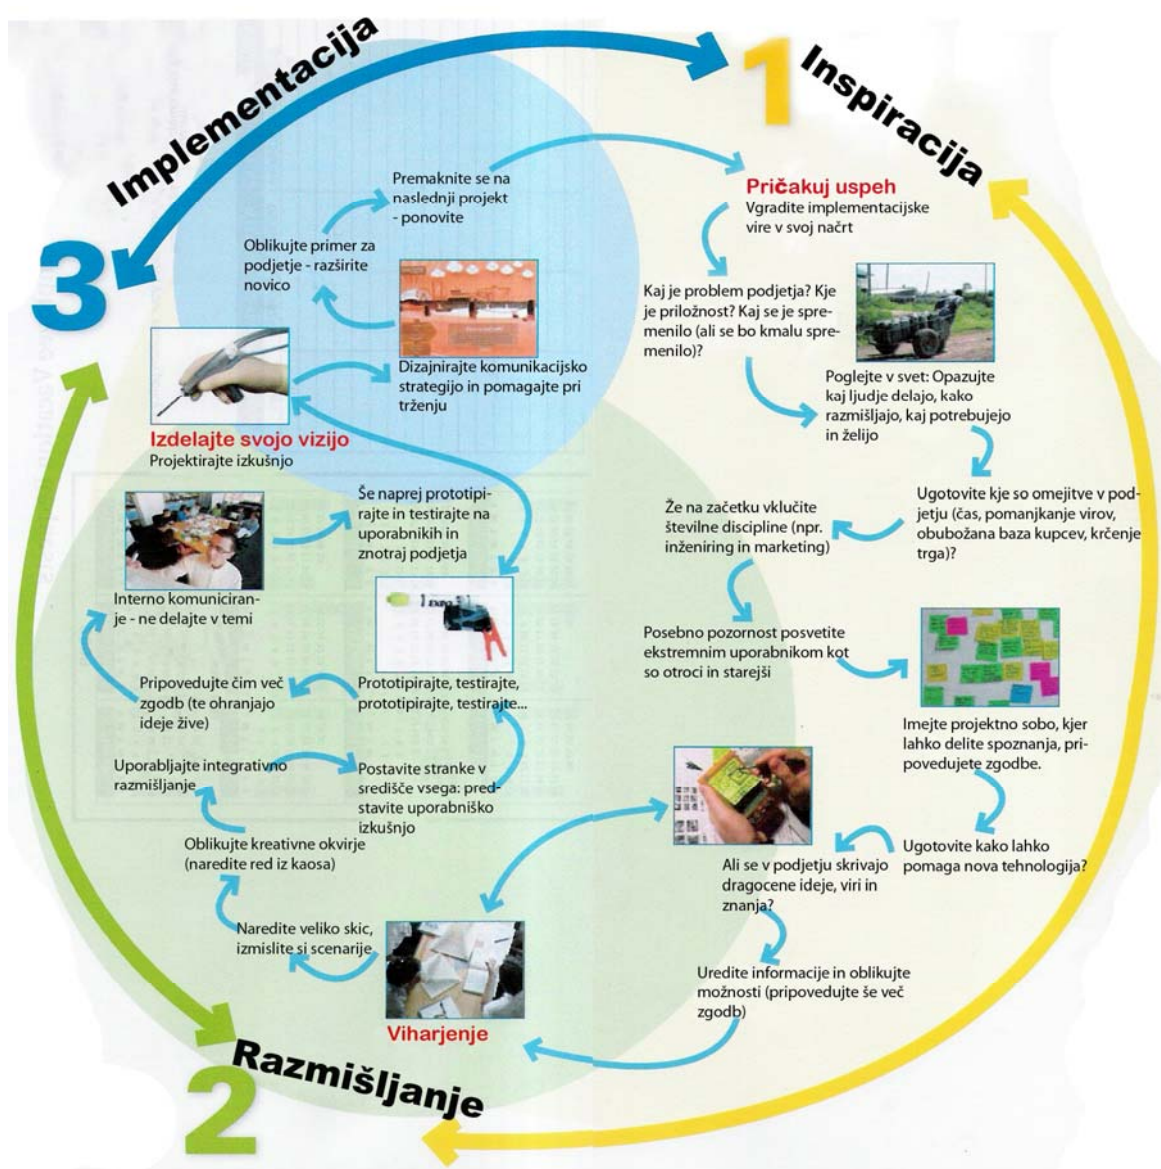 1
Inspiracija
Pričakuj uspeh
Vgradite implementacijske
vire v svoj načrt
Kaj je problem podjetja? Kje
je priložnost? Kaj se je spre-
menilo (ali se bo kmalu spre-
menilo)?
Poglejte v svet: Opazujte
kaj ljudje delajo, kako
razmišljajo, kaj potrebujejo
in želijo
Ugotovite kje so omejitve v pod-
jetju (čas, pomanjkanje virov,
obubožana baza kupcev, krčenje
trga)?
Že na začetku vklučite
številne discipline (npr.
inženiring in marketing)
Posebno pozornost posvetite
ekstremnim uporabnikom kot
so otroci in starejši
Imejte projektno sobo, kjer
lahko delite spoznanja, pri-
povedujete zgodbe.
Ugotovite kako lahko
pomaga nova tehnologija?
Ali se v podjetju skrivajo
dragocene ideje, viri in
znanja?
Uredite informacije in oblikujte
možnosti (pripovedujte še več
zgodb)
2
Razmišljanje
Viharjenje
Naredite veliko skic,
izmislite si scenarije
Oblikujte kreativne okvirje
(naredite red iz kaosa)
Uporabljajte integrativno
razmišljanje
Postavite stranke v
središče vsega: pred-
stavite uporabniško
izkušnjo
Prototipirajte, testirajte,
prototipirajte, testirajte...
Pripovedujte čim več
zgodb (te ohranjajo
ideje žive)
Interno komuniciran-
je - ne delajte v temi
Še naprej prototipi-
rajte in testirajte na
uporabnikih in
znotraj podjetja
3
Implementacija
Izdelajte svojo vizijo
Projektirajte izkušnjo
Dizajnirajte komunikacijsko
strategijo in pomagajte pri
trženju
Oblikujte primer za
podjetje - razširite
novico
Premaknite se na
naslednji projekt
- ponovite